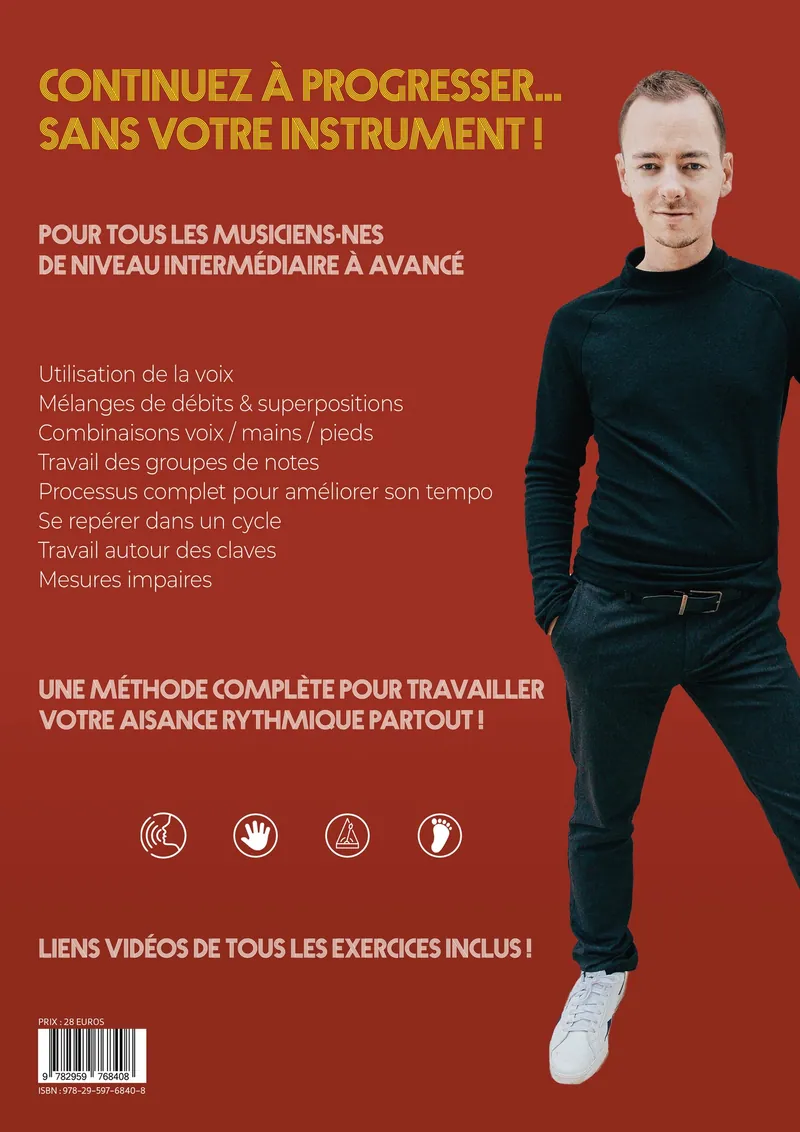 CONTINUEZ À PROGRESSER...
SANS VOTRE INSTRUMENT !
POUR TOUS LES MUSICIENS·NES
DE NIVEAU INTERMÉDIAIRE À AVANCÉ
Utilisation de la voix
Mélanges de débits & superpositions
Combinaisons voix / mains / pieds
Travail des groupes de notes
Processus complet pour améliorer son tempo
Se repérer dans un cycle
Travail autour des claves
Mesures impaires
UNE MÉTHODE COMPLÈTE POUR TRAVAILLER
VOTRE AISANCE RYTHMIQUE PARTOUT !
LIENS VIDÉOS DE TOUS LES EXERCICES INCLUS !
PRIX : 28 EUROS
9 782959 768408
ISBN : 978-29-597-6840-8